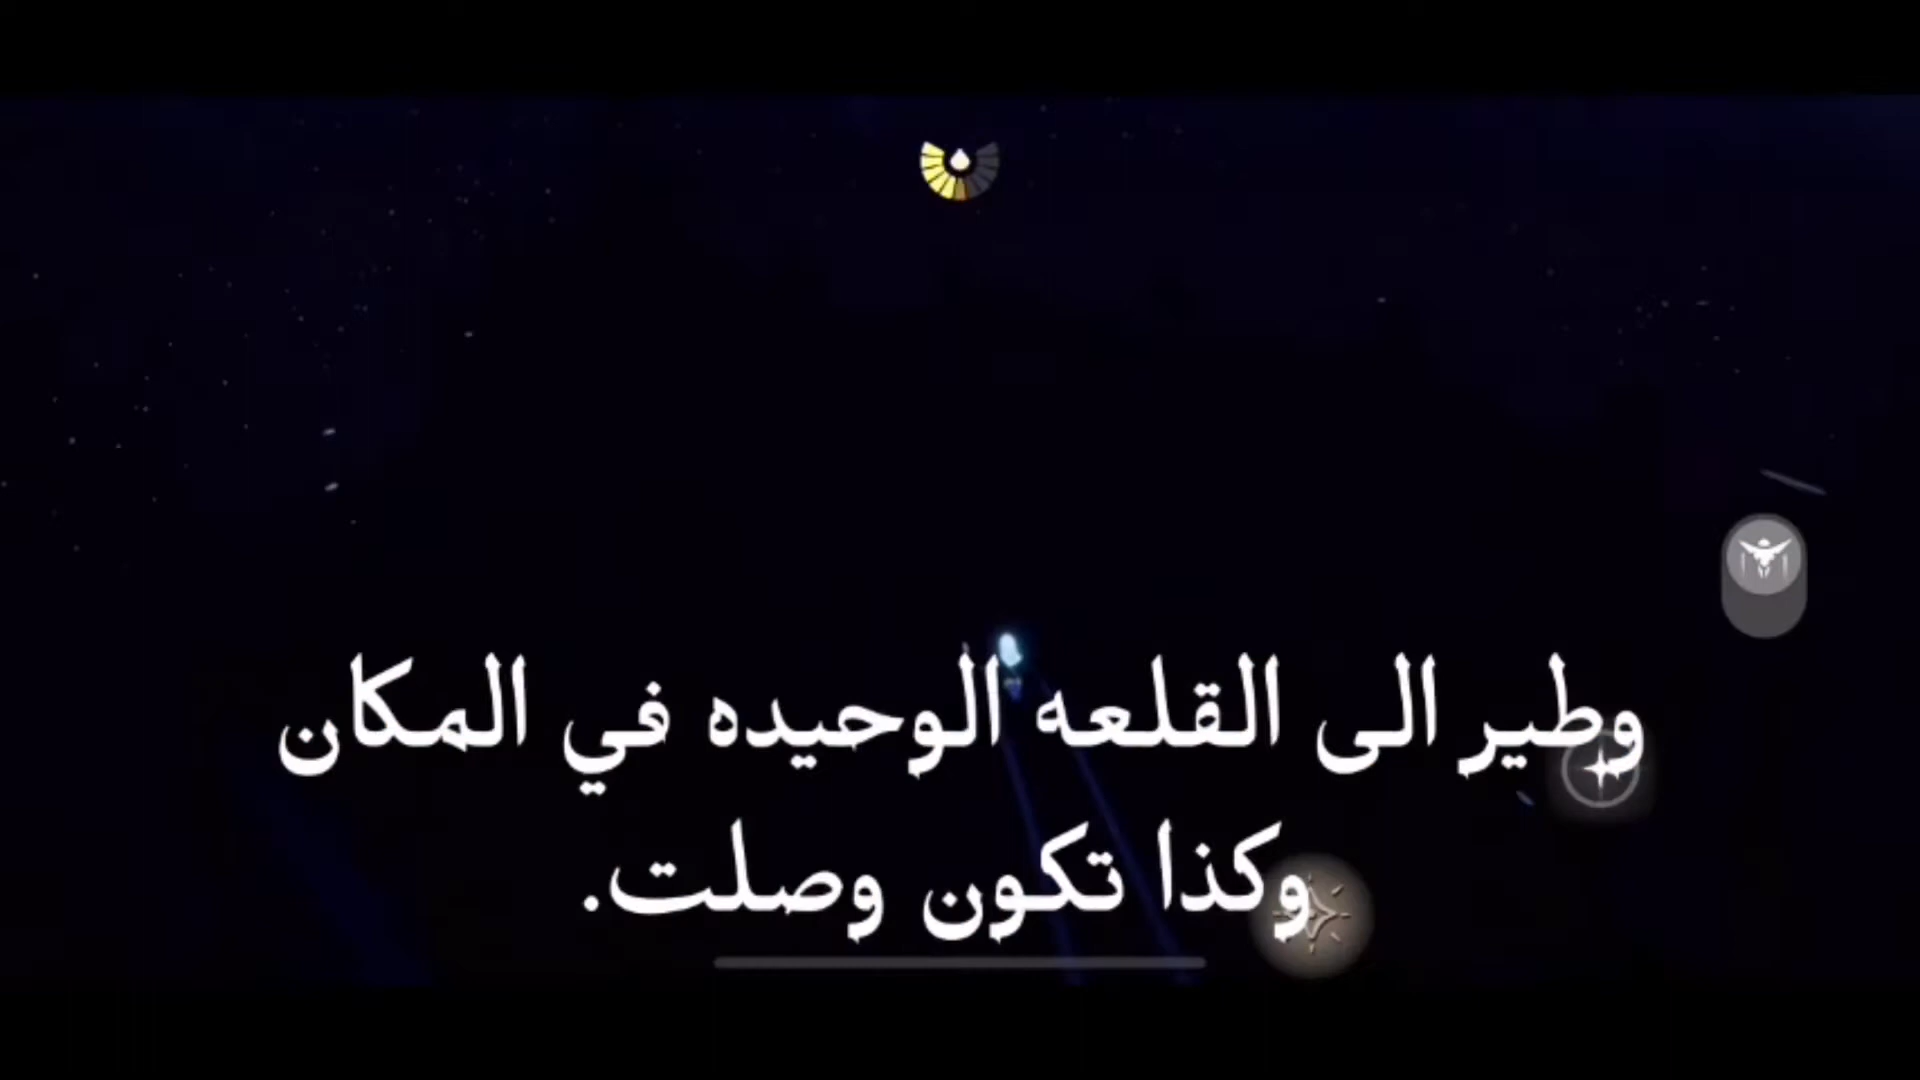 وطير الى القلعه الوحيده في المكان
وكذا تكون وصلت.